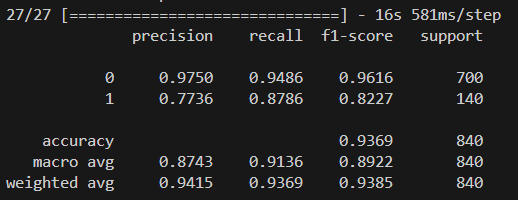 27/27 [==============================] - 16s 581ms/step
precision recall f1-score support
0 0.9750 0.9486 0.9616 700
1 0.7736 0.8786 0.8227 140
accuracy 0.9369 840
macro avg 0.8743 0.9136 0.8922 840
weighted avg 0.9415 0.9369 0.9385 840